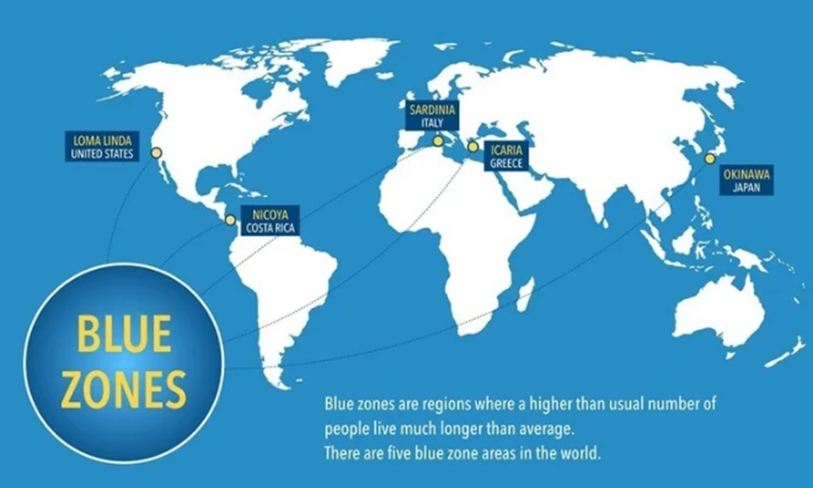 LOMA LINDA
UNITED STATES
SARDINIA
ITALY
ICARIA
GREECE
OKINAWA
JAPAN
NICOYA
COSTA RICA
BLUE
ZONES
Blue zones are regions where a higher than usual number of
people live much longer than average.
There are five blue zone areas in the world.